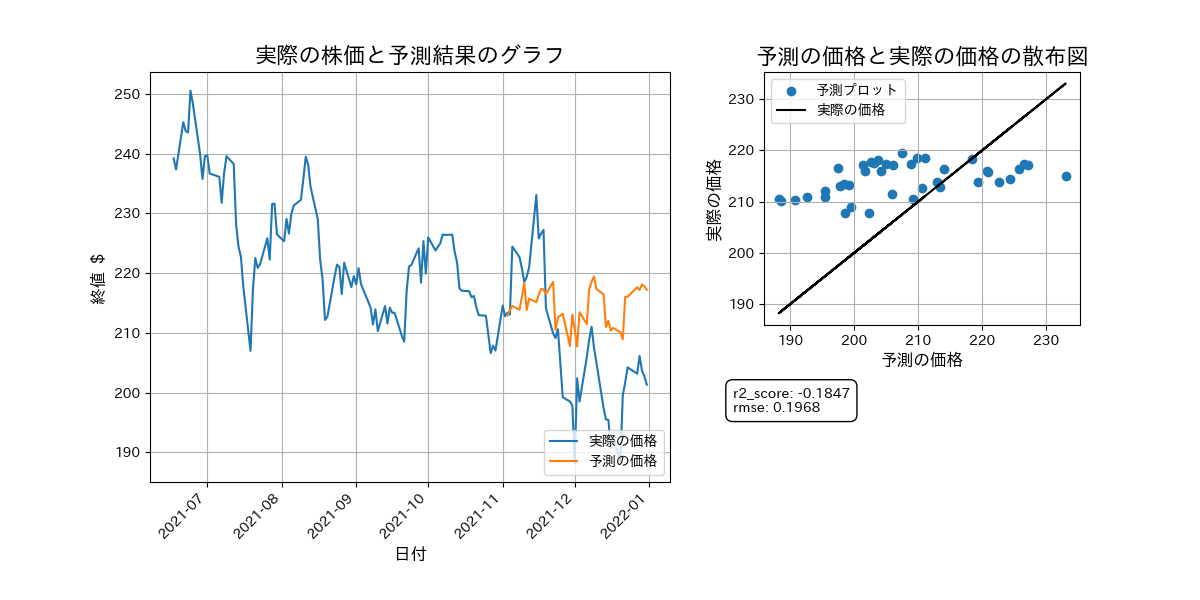 実際の株価と予測結果のグラフ
終値 $
250
240
230
220
210
200
190
2021-07
2021-08
2021-09
2021-10
2021-11
2021-12
2022-01
日付
実際の価格
予測の価格
予測の価格と実際の価格の散布図
実際の価格
230
220
210
200
190
190
200
210
220
230
予測の価格
予測プロット
実際の価格
r2_score: -0.1847
rmse: 0.1968